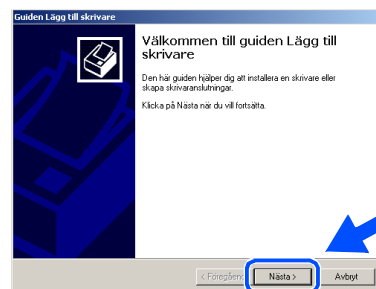 Guiden Lägg till skrivare
Välkommen till guiden Lägg till
skrivare
Den här guiden hjälper dig att installera en skrivare eller
skapa skrivaranslutningar.
Klicka på Nästa när du vill fortsätta.
< Föregåen Nästa > Avbryt